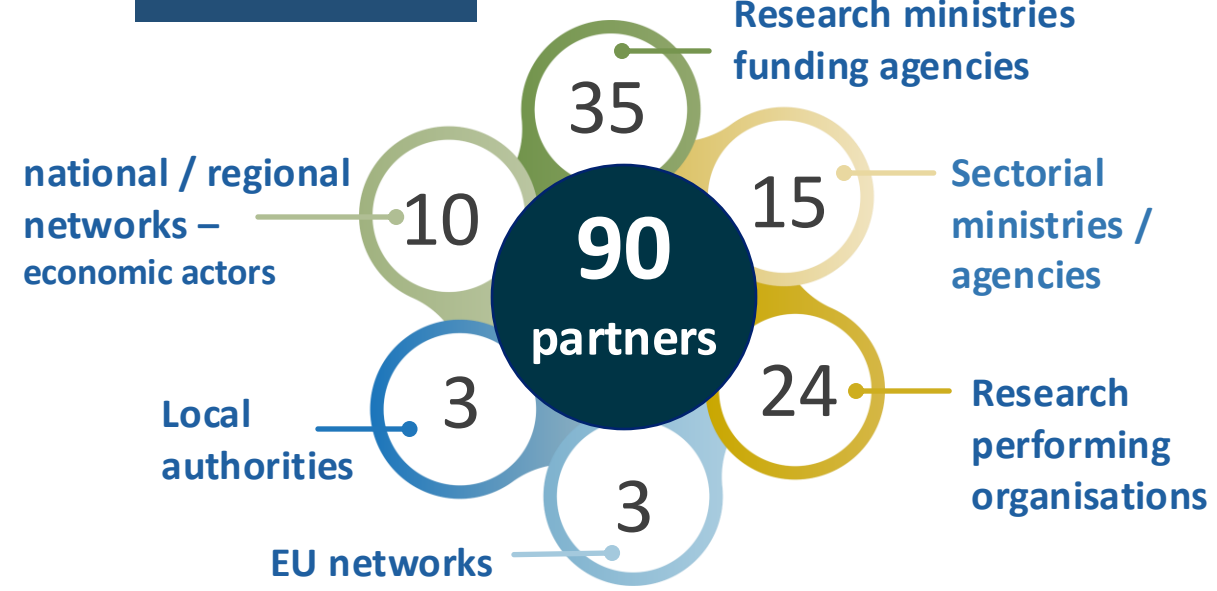 Research ministries
funding agencies
35
national / regional
networks –
economic actors
10
15
Sectorial
ministries /
agencies
90
partners
Local
authorities
3
24
Research
performing
organisations
3
EU networks